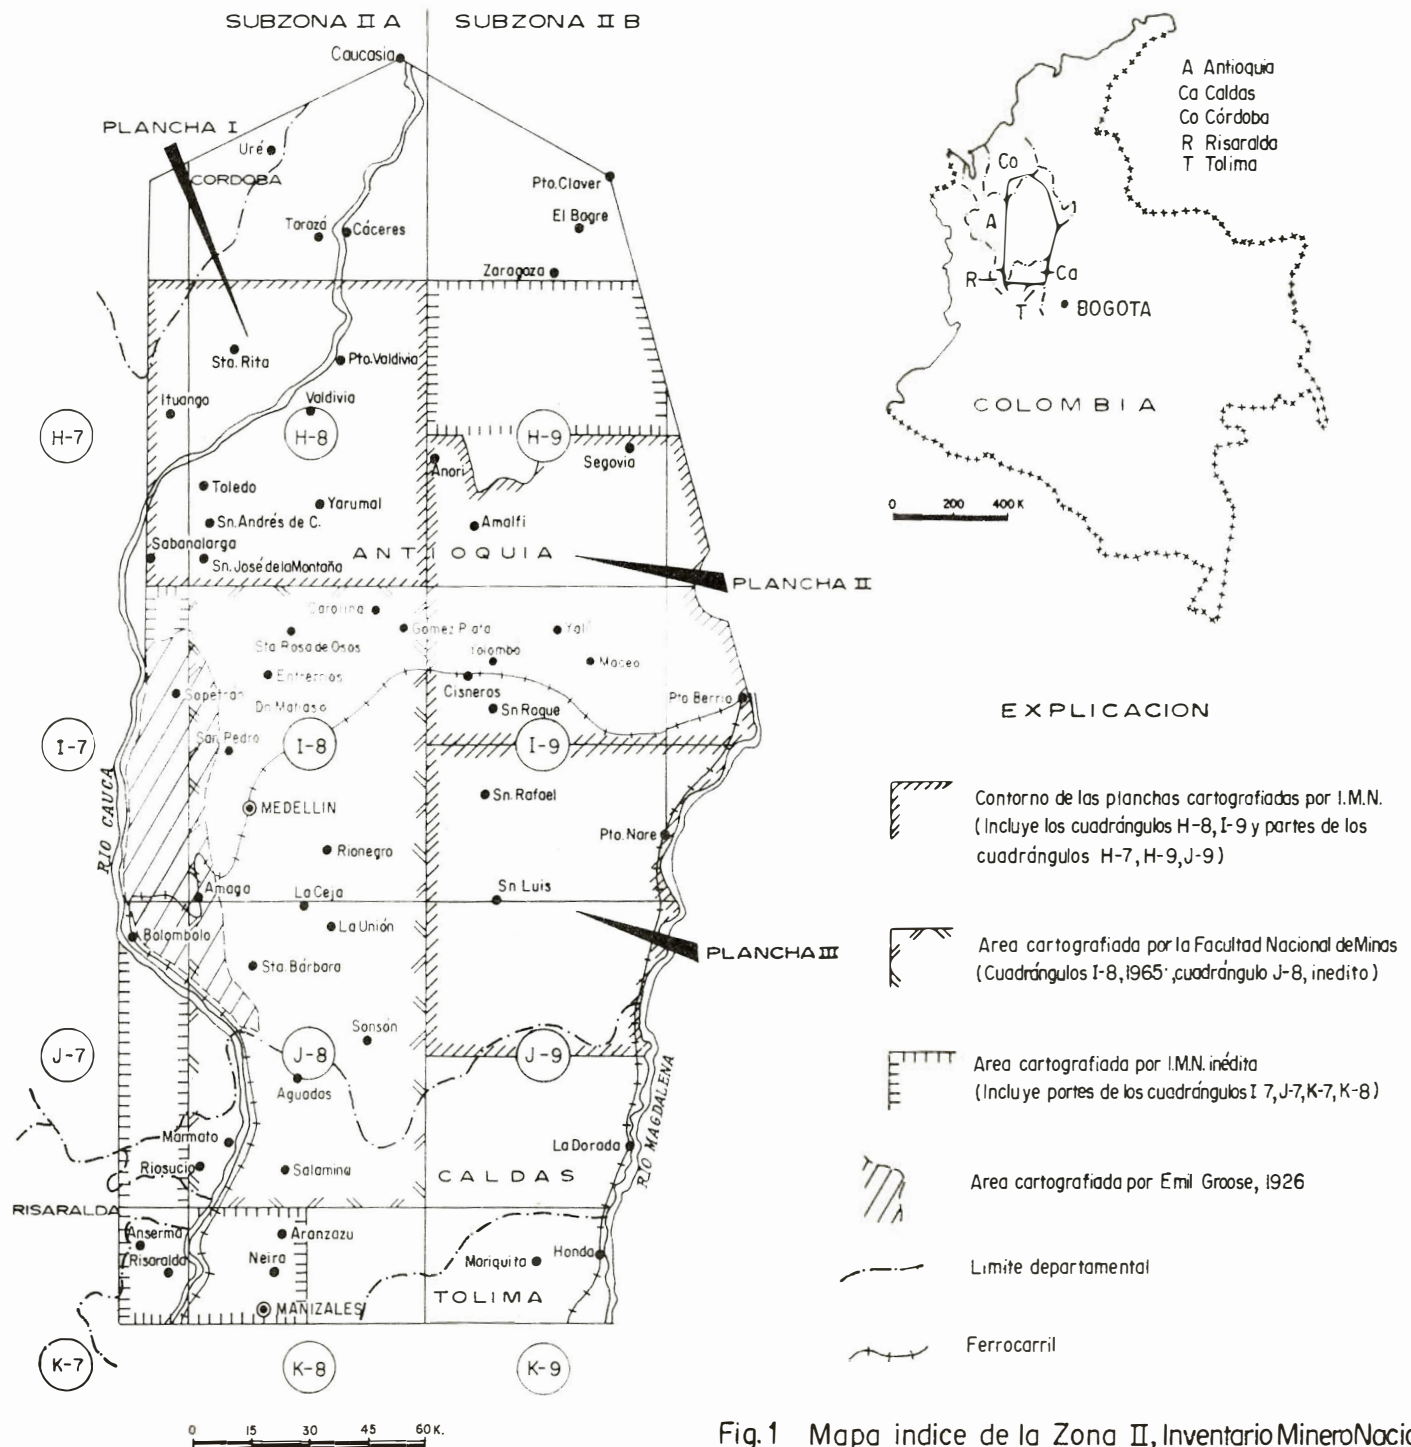 SUBZONA II A
SUBZONA II B
Caucasia
PLANCHA I
Uré
CORDOBA
Pto. Claver
El Bagre
Tarazá
Cáceres
Zaragoza
Sta. Rita
Pto. Valdivia
Ituango
Valdivia
H-7
H-8
H-9
Anori
Segovia
Toledo
Yarumal
Sn. Andrés de C.
Amalfi
Sabanalarga
ANTIOQUIA
Sn. José de la Montaña
PLANCHA II
Carolina
Gomez Plata
Yalí
Sta. Rosa de Osos
Yolombó
Maceo
Entrerrios
Cisneros
Sopetrán
Pto Berrio
Dn. Matiaso
Sn Roque
San Pedro
I-7
I-8
I-9
Sn. Rafael
MEDELLIN
RIO CAUCA
Pto. Nare
Rionegro
Amaga
La Ceja
Sn Luis
La Unión
Bolombolo
PLANCHA III
Sta. Bárbara
Sonsón
J-7
J-8
J-9
Aguadas
RIO MAGDALENA
Marmato
La Dorada
Riosucio
Salamina
CALDAS
RISARALDA
Anserma
Aranzazu
Risaralda
Neira
Mariquita
Honda
MANIZALES
TOLIMA
K-7
K-8
K-9
0 15 30 45 60 K.
A Antioquia
Ca Caldas
Co Córdoba
R Risaralda
T Tolima
Co
A
R
Ca
T
BOGOTA
COLOMBIA
0 200 400 K
EXPLICACION
Contorno de las planchas cartografiadas por I.M.N.
(Incluye los cuadrángulos H-8, I-9 y partes de los
cuadrángulos H-7, H-9, J-9)
Area cartografiada por la Facultad Nacional de Minas
(Cuadrángulos I-8, 1965, cuadrángulo J-8, inedito)
Area cartografiada por I.M.N. inédita
(Incluye partes de los cuadrángulos I 7, J-7, K-7, K-8)
Area cartografiada por Emil Groose, 1926
Limite departamental
Ferrocarril
Fig. 1 Mapa indice de la Zona II, Inventario Minero Nacio